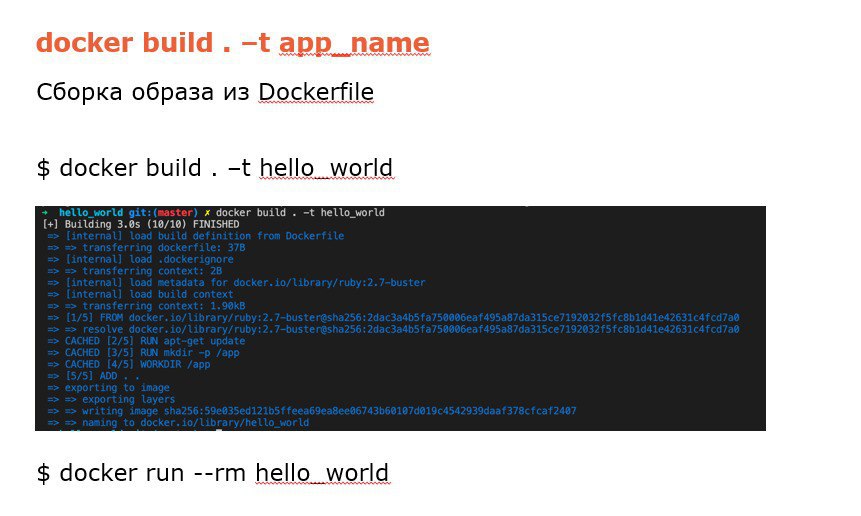 docker build . –t app_name
Сборка образа из Dockerfile
$ docker build . –t hello_world
→ hello_world git:(master) ✗ docker build . -t hello_world
[+] Building 3.0s (10/10) FINISHED
=> [internal] load build definition from Dockerfile
=> => transferring dockerfile: 37B
=> [internal] load .dockerignore
=> => transferring context: 2B
=> [internal] load metadata for docker.io/library/ruby:2.7-buster
=> [internal] load build context
=> => transferring context: 1.90kB
=> [1/5] FROM docker.io/library/ruby:2.7-buster@sha256:2dac3a4b5fa750006eaf495a87da315ce7192032f5fc8b1d41e42631c4fcd7a0
=> => resolve docker.io/library/ruby:2.7-buster@sha256:2dac3a4b5fa750006eaf495a87da315ce7192032f5fc8b1d41e42631c4fcd7a0
=> CACHED [2/5] RUN apt-get update
=> CACHED [3/5] RUN mkdir -p /app
=> CACHED [4/5] WORKDIR /app
=> [5/5] ADD . .
=> exporting to image
=> => exporting layers
=> => writing image sha256:59e035ed121b5ffeea69ea8ee06743b60107d019c4542939daaf378cfcaf2407
=> => naming to docker.io/library/hello_world
$ docker run --rm hello_world